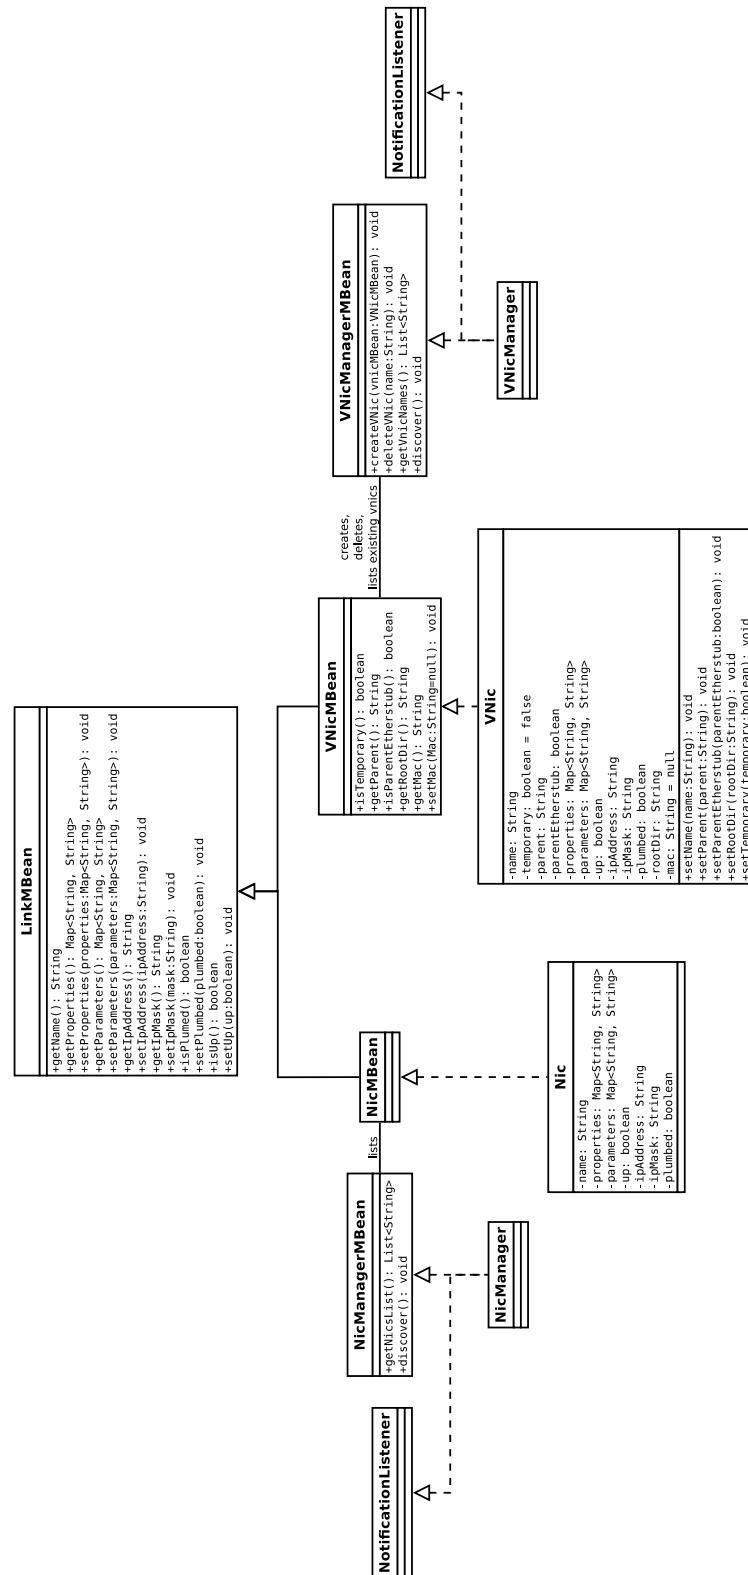 LinkMBean
+getName(): String
+getProperties(): Map<String, String>
+setProperties(properties:Map<String, String>): void
+getParameters(): Map<String, String>
+setParameters(parameters:Map<String, String>): void
+getIpAddress(): String
+setIpAddress(ipAddress:String): void
+getIpMask(): String
+setIpMask(mask:String): void
+isPlumed(): boolean
+setPlumbed(plumbed:boolean): void
+isUp(): boolean
+setUp(up:boolean): void
NotificationListener
NicManagerMBean
+getNicsList(): List<String>
+discover(): void
lists
NicMBean
VNicMBean
+isTemporary(): boolean
+getParent(): String
+isParentEtherstub(): boolean
+getRootDir(): String
+getMac(): String
+setMac(Mac:String=null): void
creates,
deletes,
lists existing vnics
VNicManagerMBean
+createVNic(vnicMBean:VNicMBean): void
+deleteVNic(name:String): void
+getVnicNames(): List<String>
+discover(): void
NotificationListener
NicManager
Nic
-name: String
-properties: Map<String, String>
-parameters: Map<String, String>
-up: boolean
-ipAddress: String
-ipMask: String
-plumbed: boolean
VNic
-name: String
-temporary: boolean = false
-parent: String
-parentEtherstub: boolean
-properties: Map<String, String>
-parameters: Map<String, String>
-up: boolean
-ipAddress: String
-ipMask: String
-plumbed: boolean
-rootDir: String
-mac: String = null
+setName(name:String): void
+setParent(parent:String): void
+setParentEtherstub(parentEtherstub:boolean): void
+setRootDir(rootDir:String): void
+setTemporary(temporary:boolean): void
VNicManager